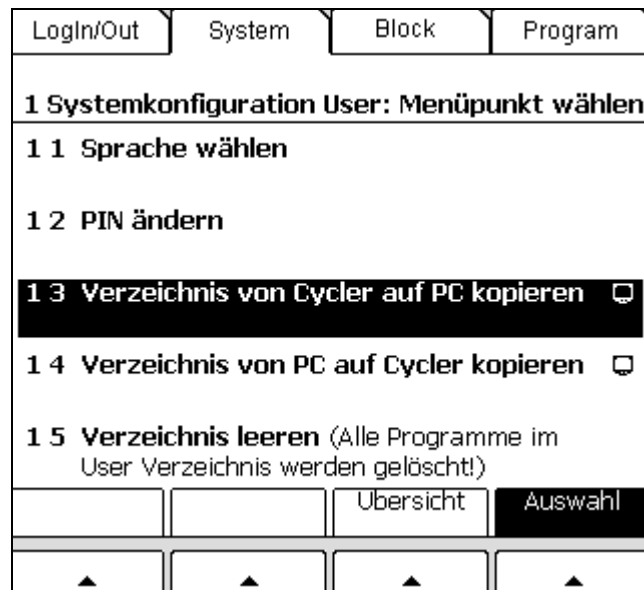 LogIn/Out System Block Program
1 Systemkonfiguration User: Menüpunkt wählen
1 1 Sprache wählen
1 2 PIN ändern
1 3 Verzeichnis von Cycler auf PC kopieren
1 4 Verzeichnis von PC auf Cycler kopieren
1 5 Verzeichnis leeren (Alle Programme im
User Verzeichnis werden gelöscht!)
Übersicht Auswahl